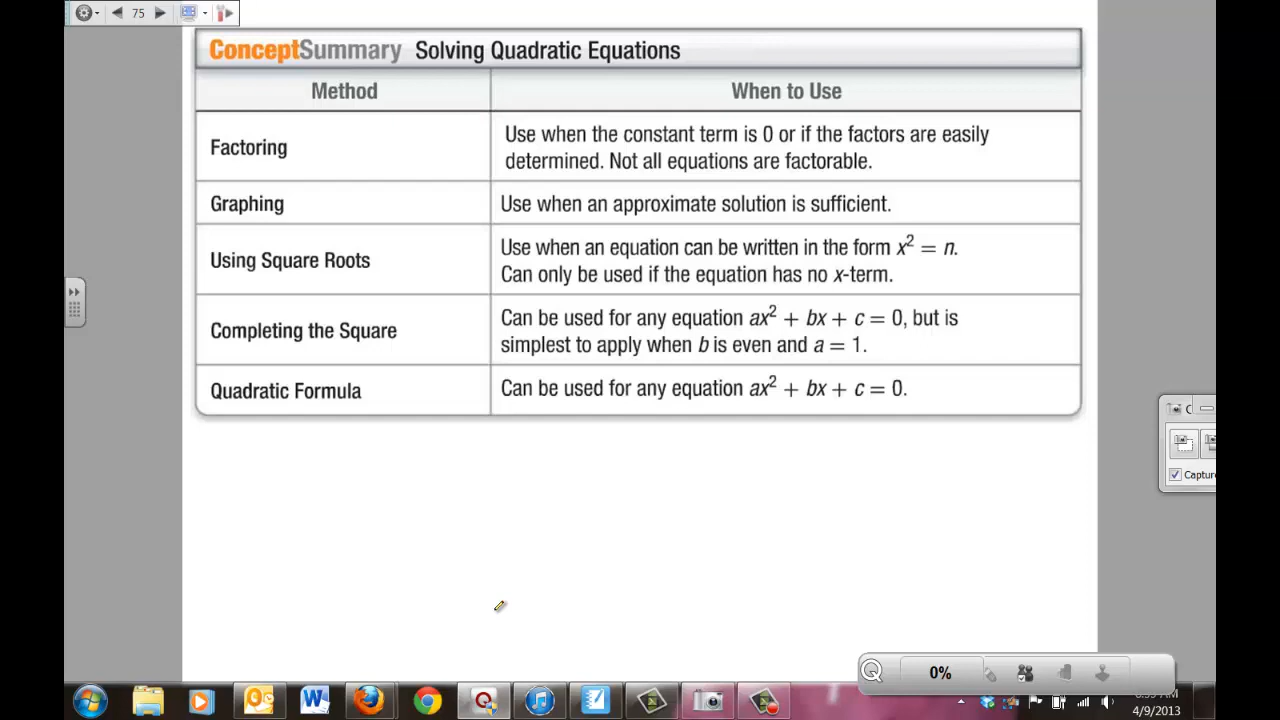 75
ConceptSummary Solving Quadratic Equations
Method When to Use
Factoring
Use when the constant term is 0 or if the factors are easily
determined. Not all equations are factorable.
Graphing
Use when an approximate solution is sufficient.
Using Square Roots
Use when an equation can be written in the form x² = n.
Can only be used if the equation has no x-term.
Completing the Square
Can be used for any equation ax² + bx + c = 0, but is
simplest to apply when b is even and a = 1.
Quadratic Formula
Can be used for any equation ax² + bx + c = 0.
C
Capture
0%
4/9/2013